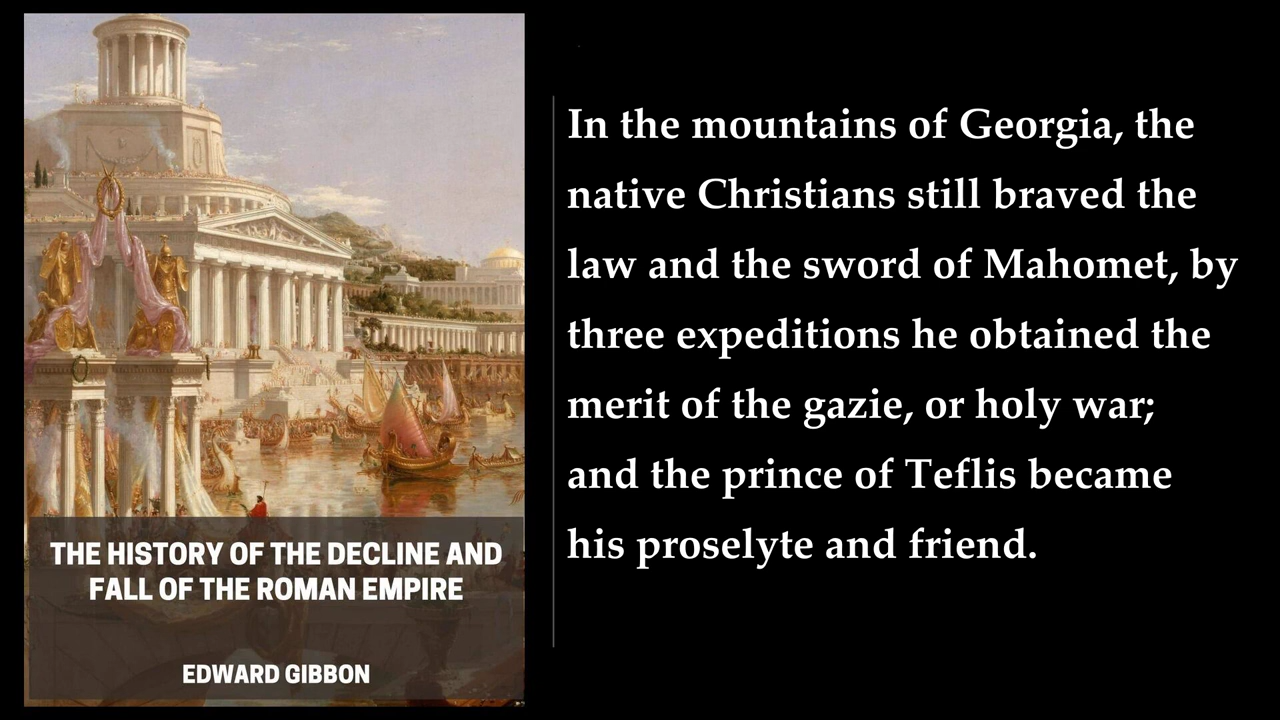 THE HISTORY OF THE DECLINE AND
FALL OF THE ROMAN EMPIRE
EDWARD GIBBON
In the mountains of Georgia, the
native Christians still braved the
law and the sword of Mahomet, by
three expeditions he obtained the
merit of the gazie, or holy war;
and the prince of Teflis became
his proselyte and friend.